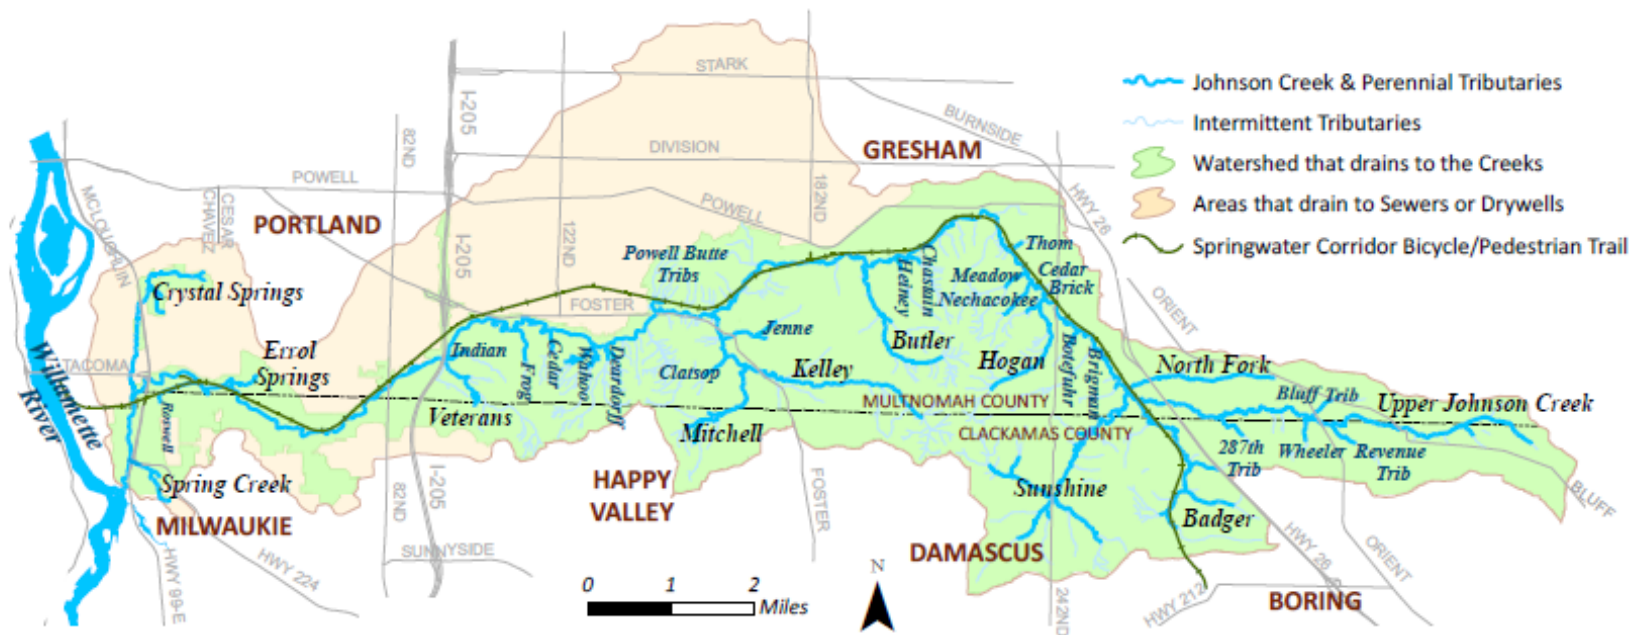 STARK
Johnson Creek & Perennial Tributaries
I-205
BURNSIDE
Intermittent Tributaries
82ND
DIVISION
GRESHAM
Watershed that drains to the Creeks
POWELL
182ND
HWY 26
MCLOUGHLIN
CESAR
CHAVEZ
PORTLAND
122ND
POWELL
Areas that drain to Sewers or Drywells
I-205
Powell Butte
Tribs
Chastain
Heiney
Thom
Springwater Corridor Bicycle/Pedestrian Trail
Meadow
Cedar
Brick
Crystal Springs
Nechacokee
FOSTER
ORIENT
Jenne
Willamette
River
TACOMA
Errol
Springs
Indian
Frog
Cedar
Wahoo
Deardorff
Clatsop
Kelley
Butler
Hogan
Botefuhr
Brigman
North Fork
Roswell
Veterans
Mitchell
MULTNOMAH COUNTY
CLACKAMAS COUNTY
Bluff Trib
Upper Johnson Creek
287th
Trib
Wheeler
Revenue
Trib
Spring Creek
I-205
82ND
HAPPY
VALLEY
FOSTER
Sunshine
Badger
BLUFF
MILWAUKIE
HWY 99-E
HWY 224
SUNNYSIDE
DAMASCUS
HWY 26
ORIENT
N
0 1 2
Miles
242ND
HWY 212
BORING